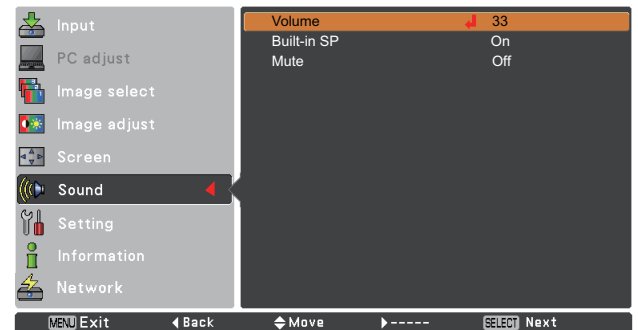 Input
PC adjust
Image select
Image adjust
Screen
Sound
Setting
Information
Network
Volume 33
Built-in SP On
Mute Off
MENU Exit Back Move ----- SELECT Next